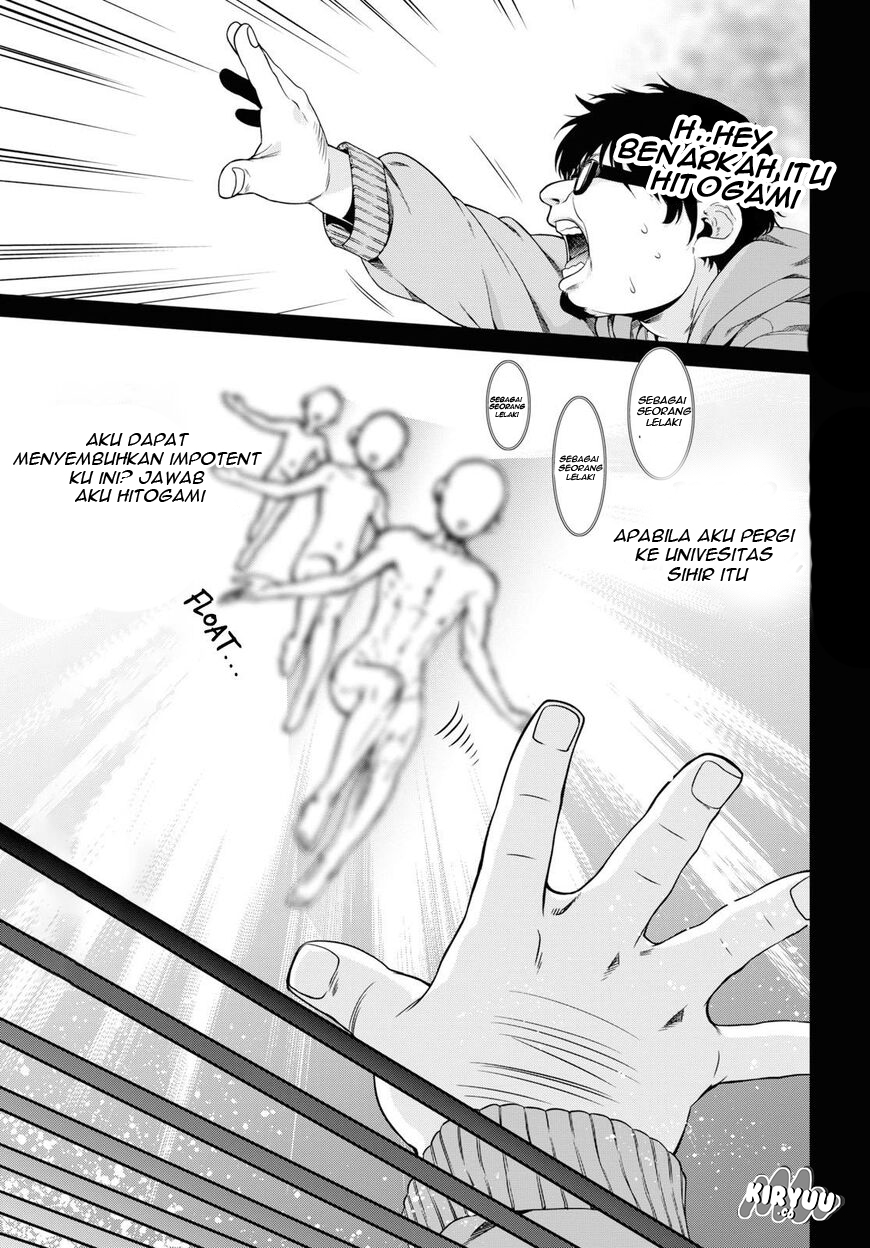 H..HEY
BENARKAH ITU
HITOGAMI
SEBAGAI
SEORANG
LELAKI
SEBAGAI
SEORANG
LELAKI
SEBAGAI
SEORANG
LELAKI
APABILA AKU PERGI
KE UNIVESITAS
SIHIR ITU
AKU DAPAT
MENYEMBUHKAN IMPOTENT
KU INI? JAWAB
AKU HITOGAMI
FLOAT...
KIRYUU
.CO